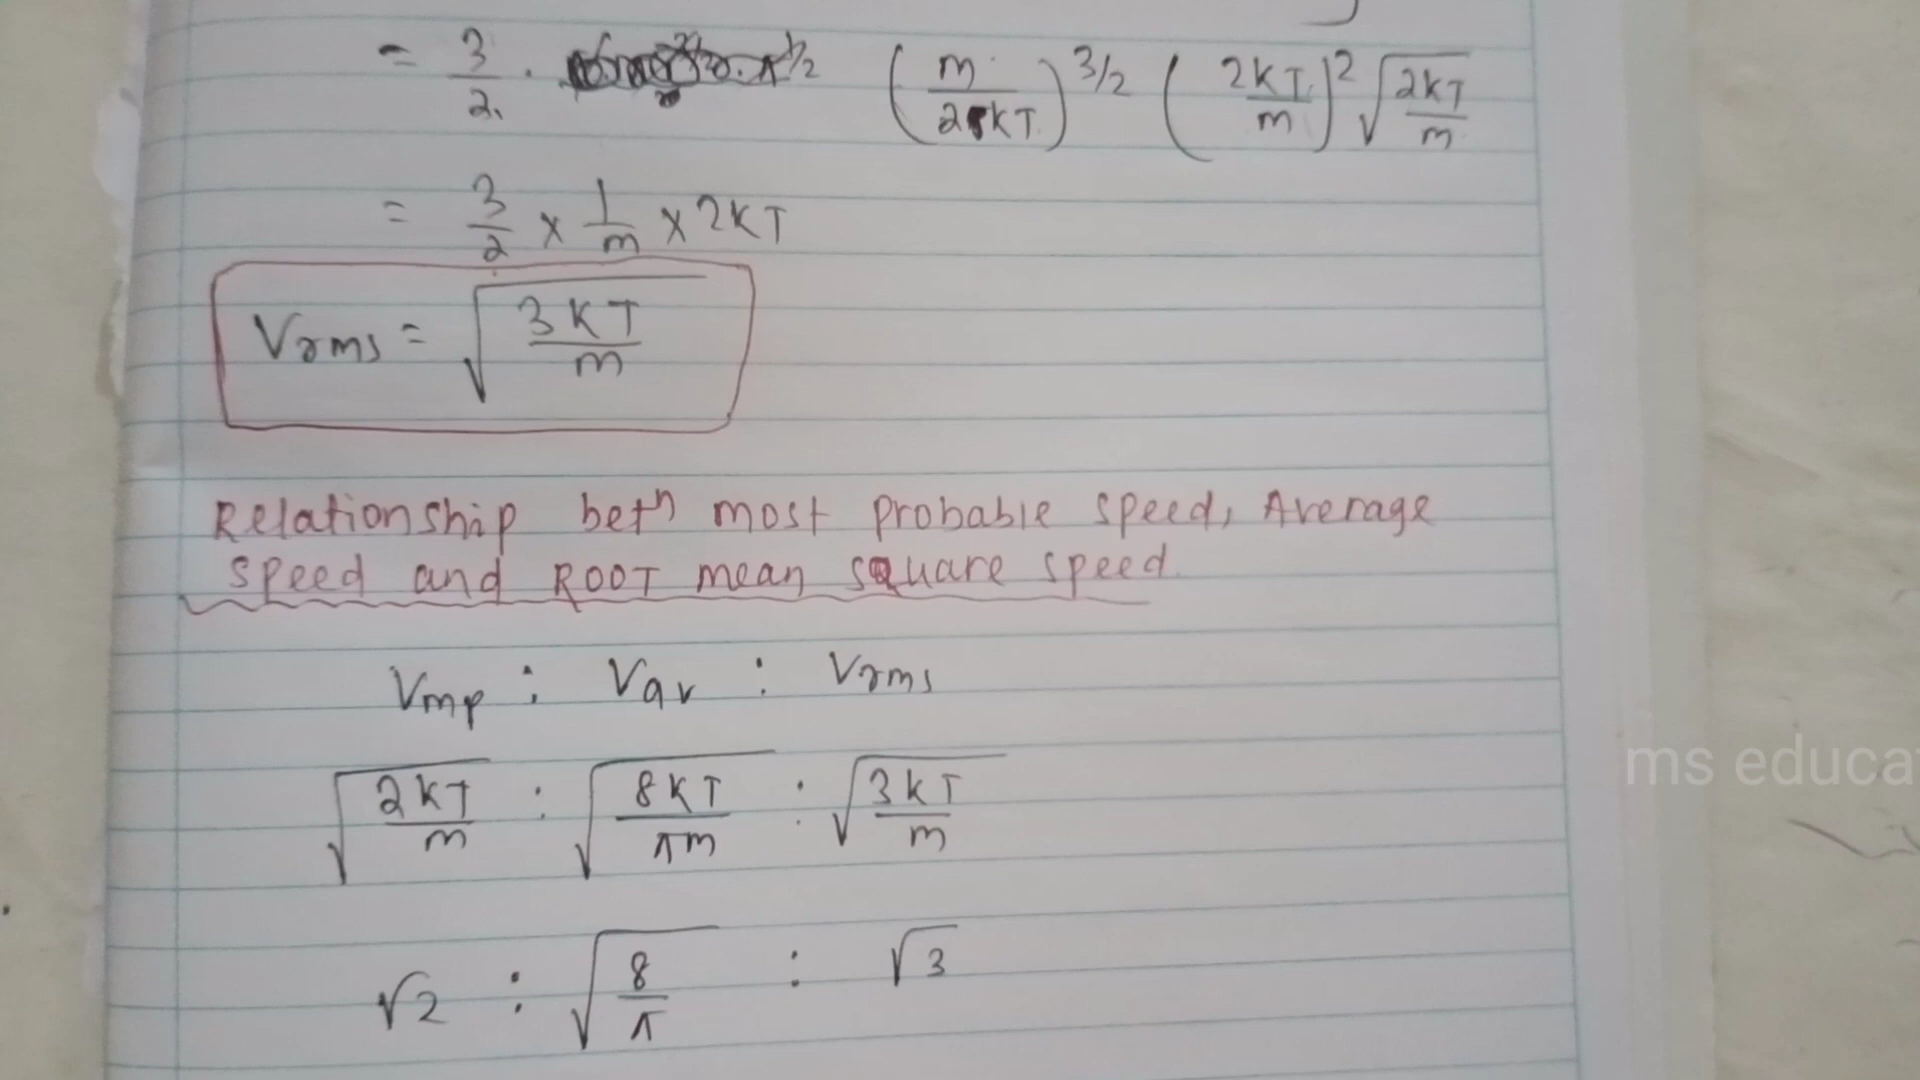 = 3/2 · (m/2kT)^3/2 (2kT/m)^2 √(2kT/m)
= 3/2 × 1/m × 2KT
Vrms = √(3KT/m)
Relationship betn most probable speed, Average
speed and ROOT mean square speed.
Vmp : Vav : Vrms
√(2KT/m) : √(8KT/πm) : √(3KT/m)
√2 : √(8/π) : √3
ms educa